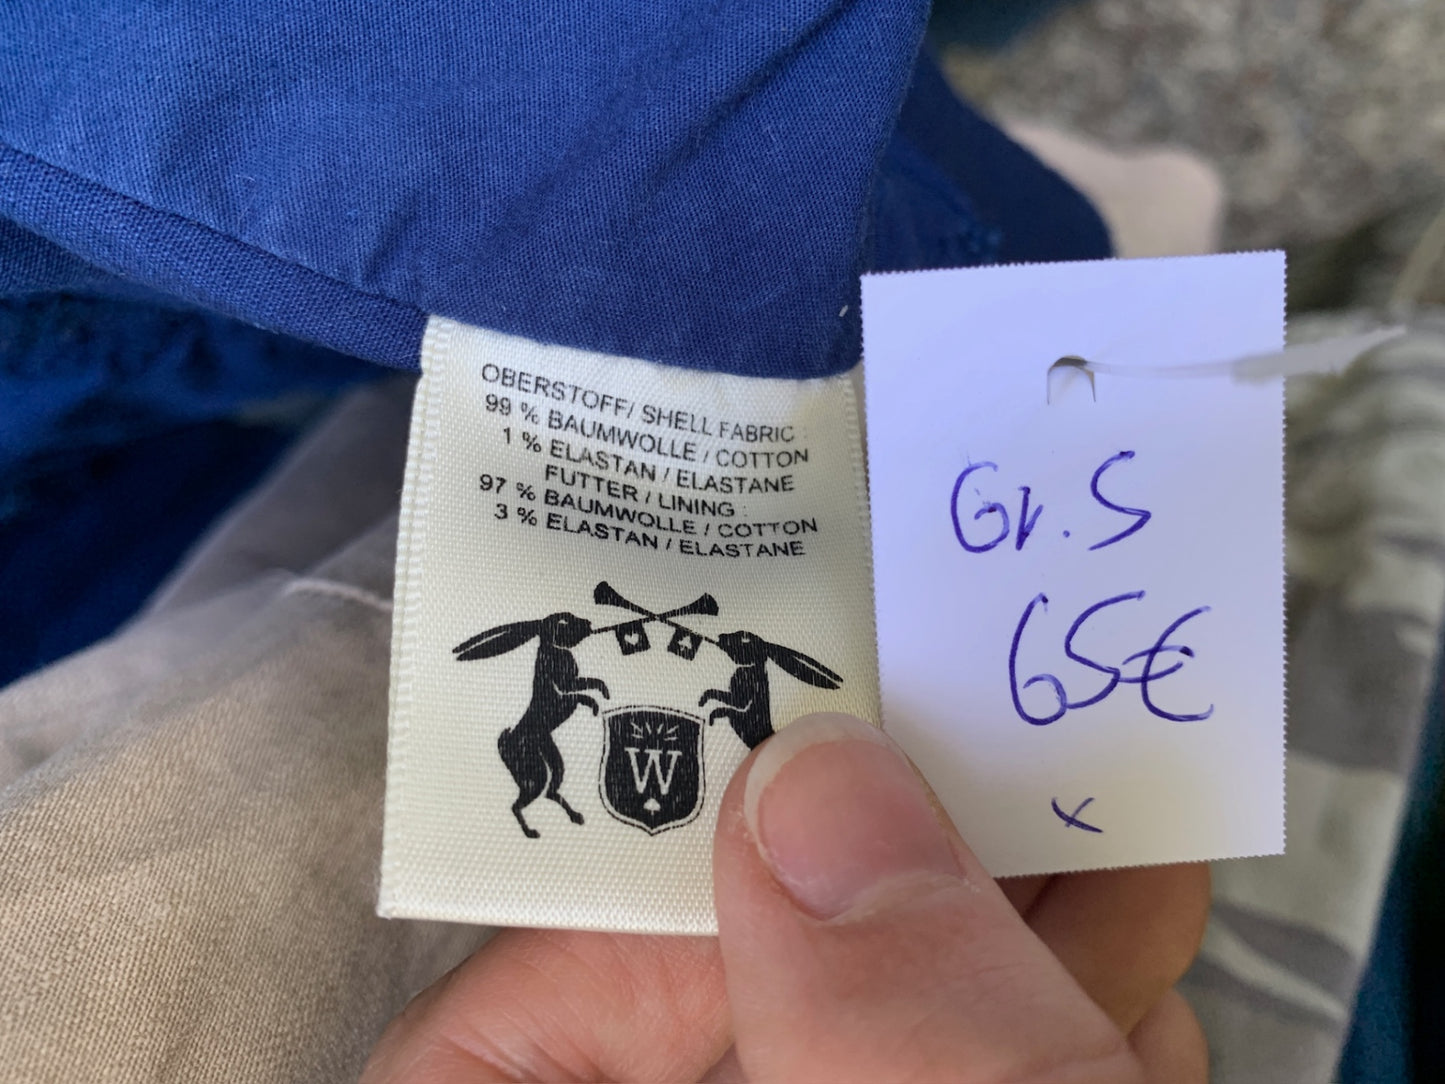 OBERSTOFF/ SHELL FABRIC :
99 % BAUMWOLLE / COTTON
1 % ELASTAN / ELASTANE
FUTTER / LINING :
97 % BAUMWOLLE / COTTON
3 % ELASTAN / ELASTANE
W
Gr. S
65€
x